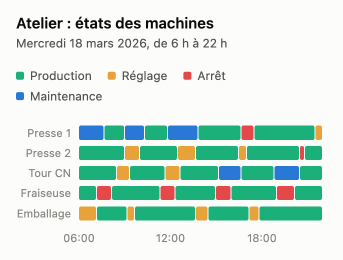 Atelier : états des machines
Mercredi 18 mars 2026, de 6 h à 22 h
Production Réglage Arrêt
Maintenance
Presse 1
Presse 2
Tour CN
Fraiseuse
Emballage
06:00 12:00 18:00